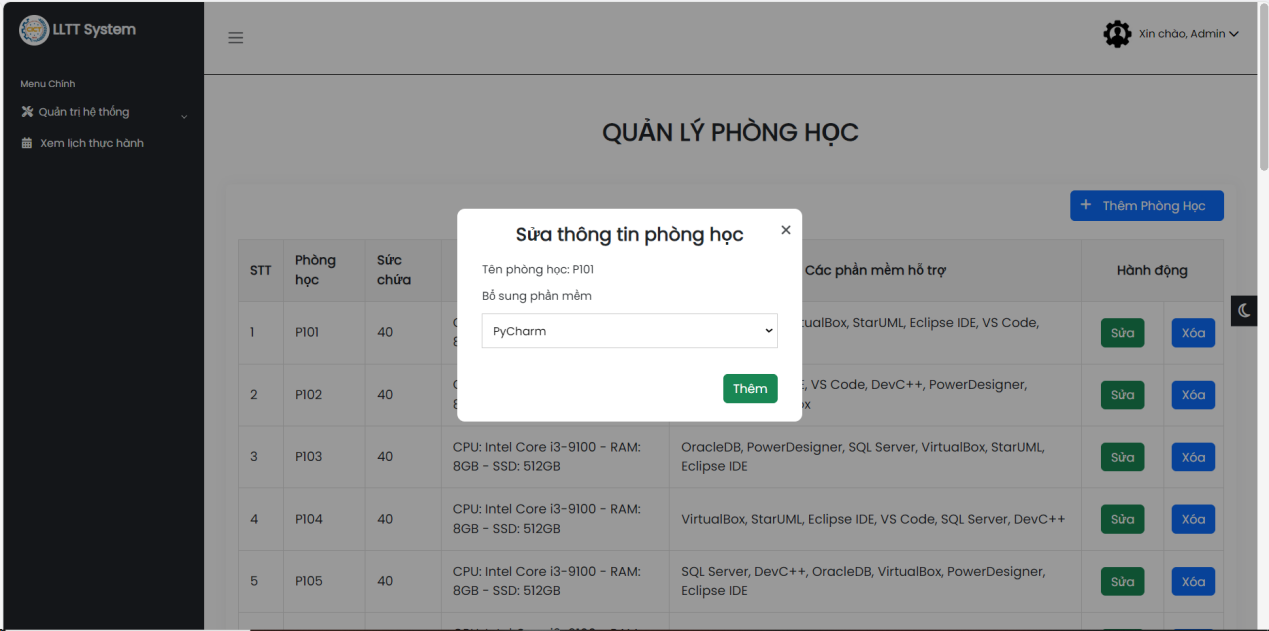 LLTT System
Xin chào, Admin
Menu Chính
Quản trị hệ thống
Xem lịch thực hành
QUẢN LÝ PHÒNG HỌC
+ Thêm Phòng Học
Sửa thông tin phòng học
×
Tên phòng học: P101
Bổ sung phần mềm
PyCharm
Thêm
STT
Phòng
học
Sức
chứa
Các phần mềm hỗ trợ
Hành động
1
P101
40
StarUML, Eclipse IDE, VS Code,
Sửa
Xóa
2
P102
40
VS Code, DevC++, PowerDesigner,
Sửa
Xóa
3
P103
40
CPU: Intel Core i3-9100 - RAM:
8GB - SSD: 512GB
OracleDB, PowerDesigner, SQL Server, VirtualBox, StarUML,
Eclipse IDE
Sửa
Xóa
4
P104
40
CPU: Intel Core i3-9100 - RAM:
8GB - SSD: 512GB
VirtualBox, StarUML, Eclipse IDE, VS Code, SQL Server, DevC++
Sửa
Xóa
5
P105
40
CPU: Intel Core i3-9100 - RAM:
8GB - SSD: 512GB
SQL Server, DevC++, OracleDB, VirtualBox, PowerDesigner,
Eclipse IDE
Sửa
Xóa